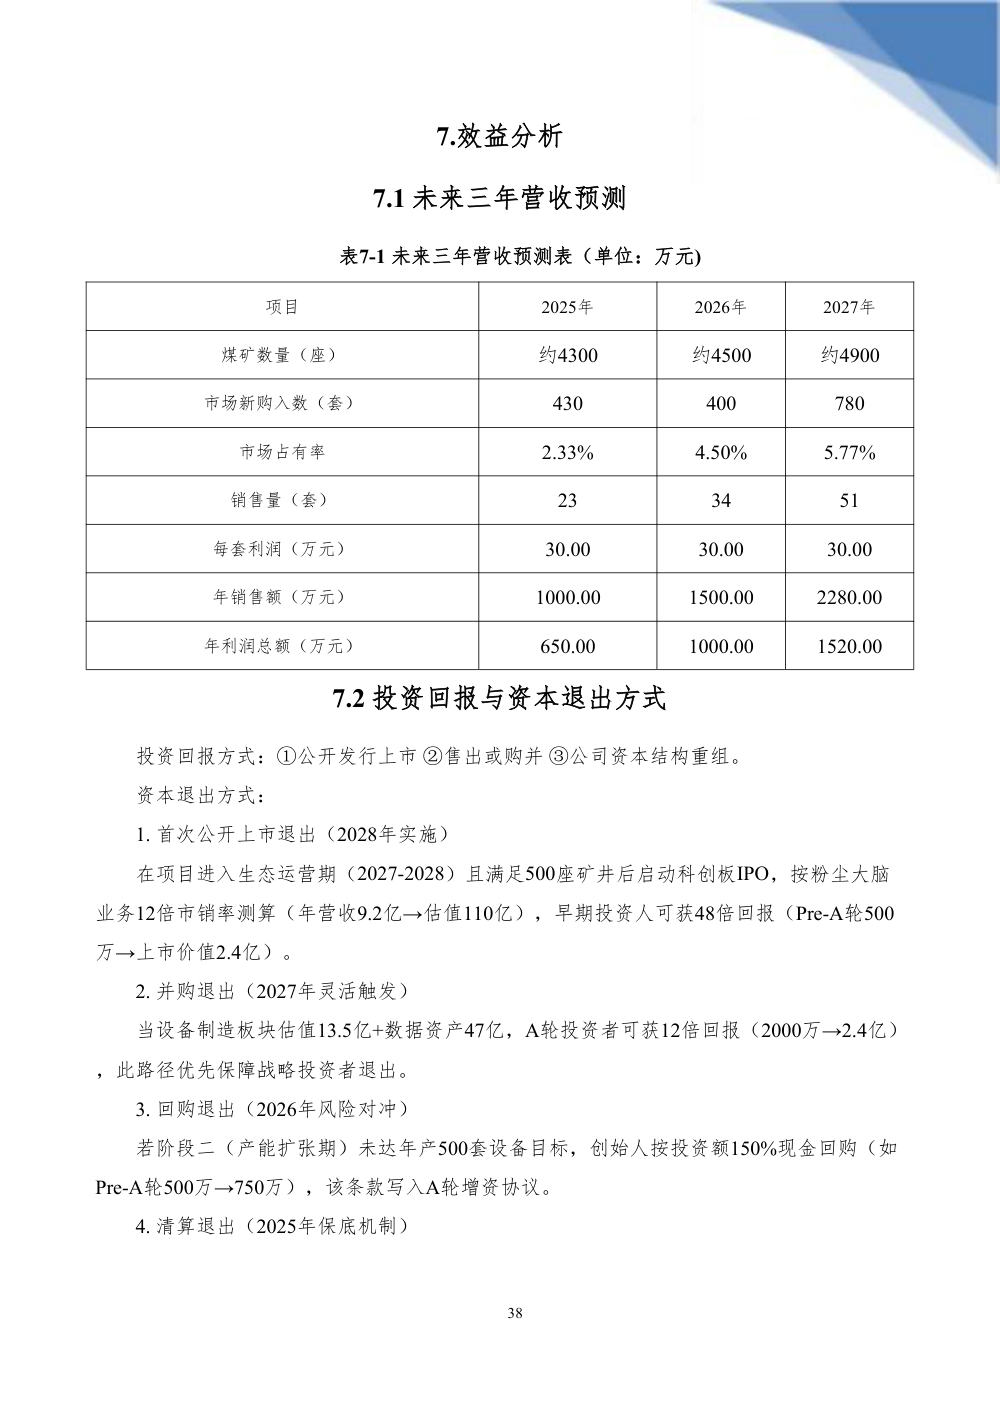 7.效益分析
7.1 未来三年营收预测
表7-1 未来三年营收预测表（单位：万元)
项目 2025年 2026年 2027年
煤矿数量（座） 约4300 约4500 约4900
市场新购入数（套） 430 400 780
市场占有率 2.33% 4.50% 5.77%
销售量（套） 23 34 51
每套利润（万元） 30.00 30.00 30.00
年销售额（万元） 1000.00 1500.00 2280.00
年利润总额（万元） 650.00 1000.00 1520.00
7.2 投资回报与资本退出方式
投资回报方式：①公开发行上市 ②售出或购并 ③公司资本结构重组。
资本退出方式：
1. 首次公开上市退出（2028年实施）
在项目进入生态运营期（2027-2028）且满足500座矿井后启动科创板IPO，按粉尘大脑
业务12倍市销率测算（年营收9.2亿→估值110亿），早期投资人可获48倍回报（Pre-A轮500
万→上市价值2.4亿）。
2. 并购退出（2027年灵活触发）
当设备制造板块估值13.5亿+数据资产47亿，A轮投资者可获12倍回报（2000万→2.4亿）
，此路径优先保障战略投资者退出。
3. 回购退出（2026年风险对冲）
若阶段二（产能扩张期）未达年产500套设备目标，创始人按投资额150%现金回购（如
Pre-A轮500万→750万），该条款写入A轮增资协议。
4. 清算退出（2025年保底机制）
38